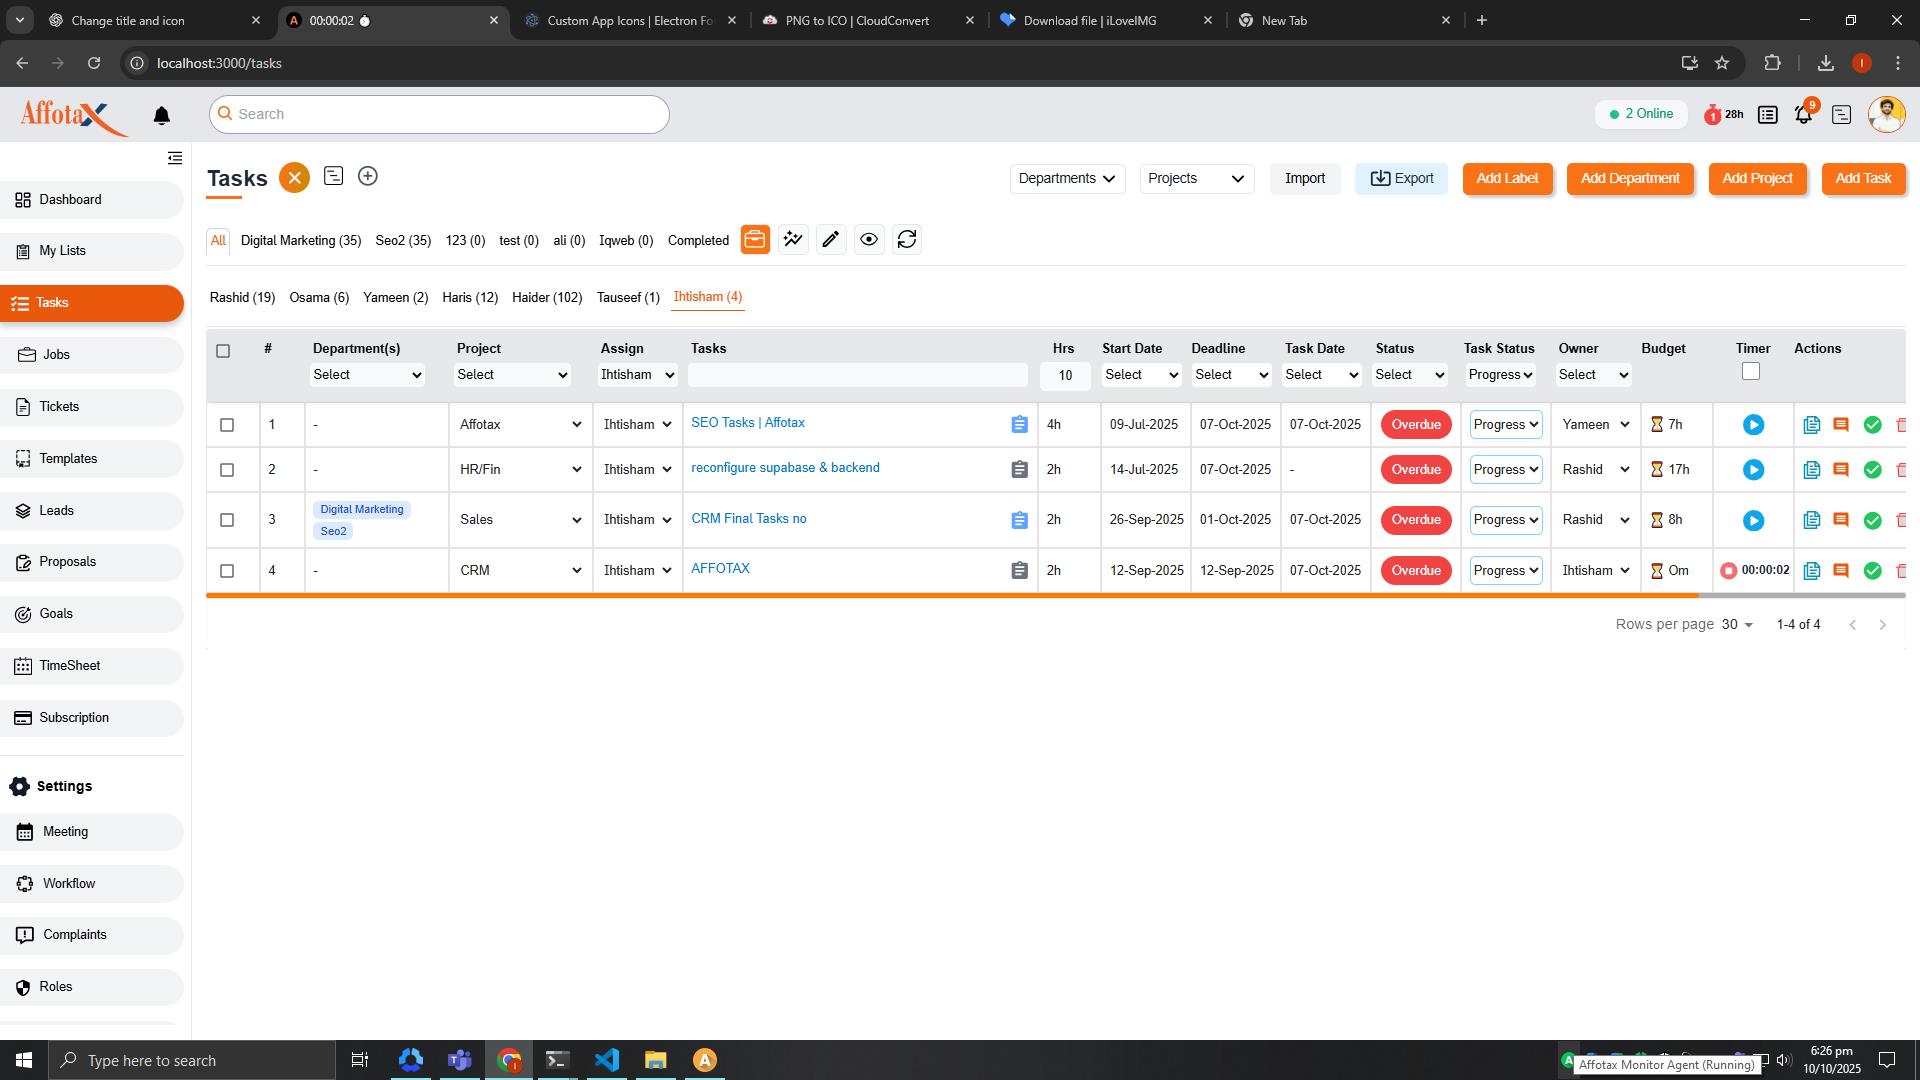 Change title and icon
00:00:02
Custom App Icons | Electron Fo
PNG to ICO | CloudConvert
Download file | iLoveIMG
New Tab
localhost:3000/tasks
Affotax
Search
2 Online
1
28h
9
Tasks
Departments
Projects
Import
Export
Add Label
Add Department
Add Project
Add Task
Dashboard
My Lists
Tasks
Jobs
Tickets
Templates
Leads
Proposals
Goals
TimeSheet
Subscription
Settings
Meeting
Workflow
Complaints
Roles
All
Digital Marketing (35)
Seo2 (35)
123 (0)
test (0)
ali (0)
Iqweb (0)
Completed
Rashid (19)
Osama (6)
Yameen (2)
Haris (12)
Haider (102)
Tauseef (1)
Ihtisham (4)
# Department(s) Project Assign Tasks Hrs Start Date Deadline Task Date Status Task Status Owner Budget Timer Actions
Select Select Ihtisham 10 Select Select Select Select Progress Select
1 - Affotax Ihtisham SEO Tasks | Affotax 4h 09-Jul-2025 07-Oct-2025 07-Oct-2025 Overdue Progress Yameen 7h
2 - HR/Fin Ihtisham reconfigure supabase & backend 2h 14-Jul-2025 07-Oct-2025 - Overdue Progress Rashid 17h
3 Digital Marketing Seo2 Sales Ihtisham CRM Final Tasks no 2h 26-Sep-2025 01-Oct-2025 07-Oct-2025 Overdue Progress Rashid 8h
4 - CRM Ihtisham AFFOTAX 2h 12-Sep-2025 12-Sep-2025 07-Oct-2025 Overdue Progress Ihtisham 0m 00:00:02
Rows per page 30 1-4 of 4
Type here to search
Affotax Monitor Agent (Running)
6:26 pm
10/10/2025